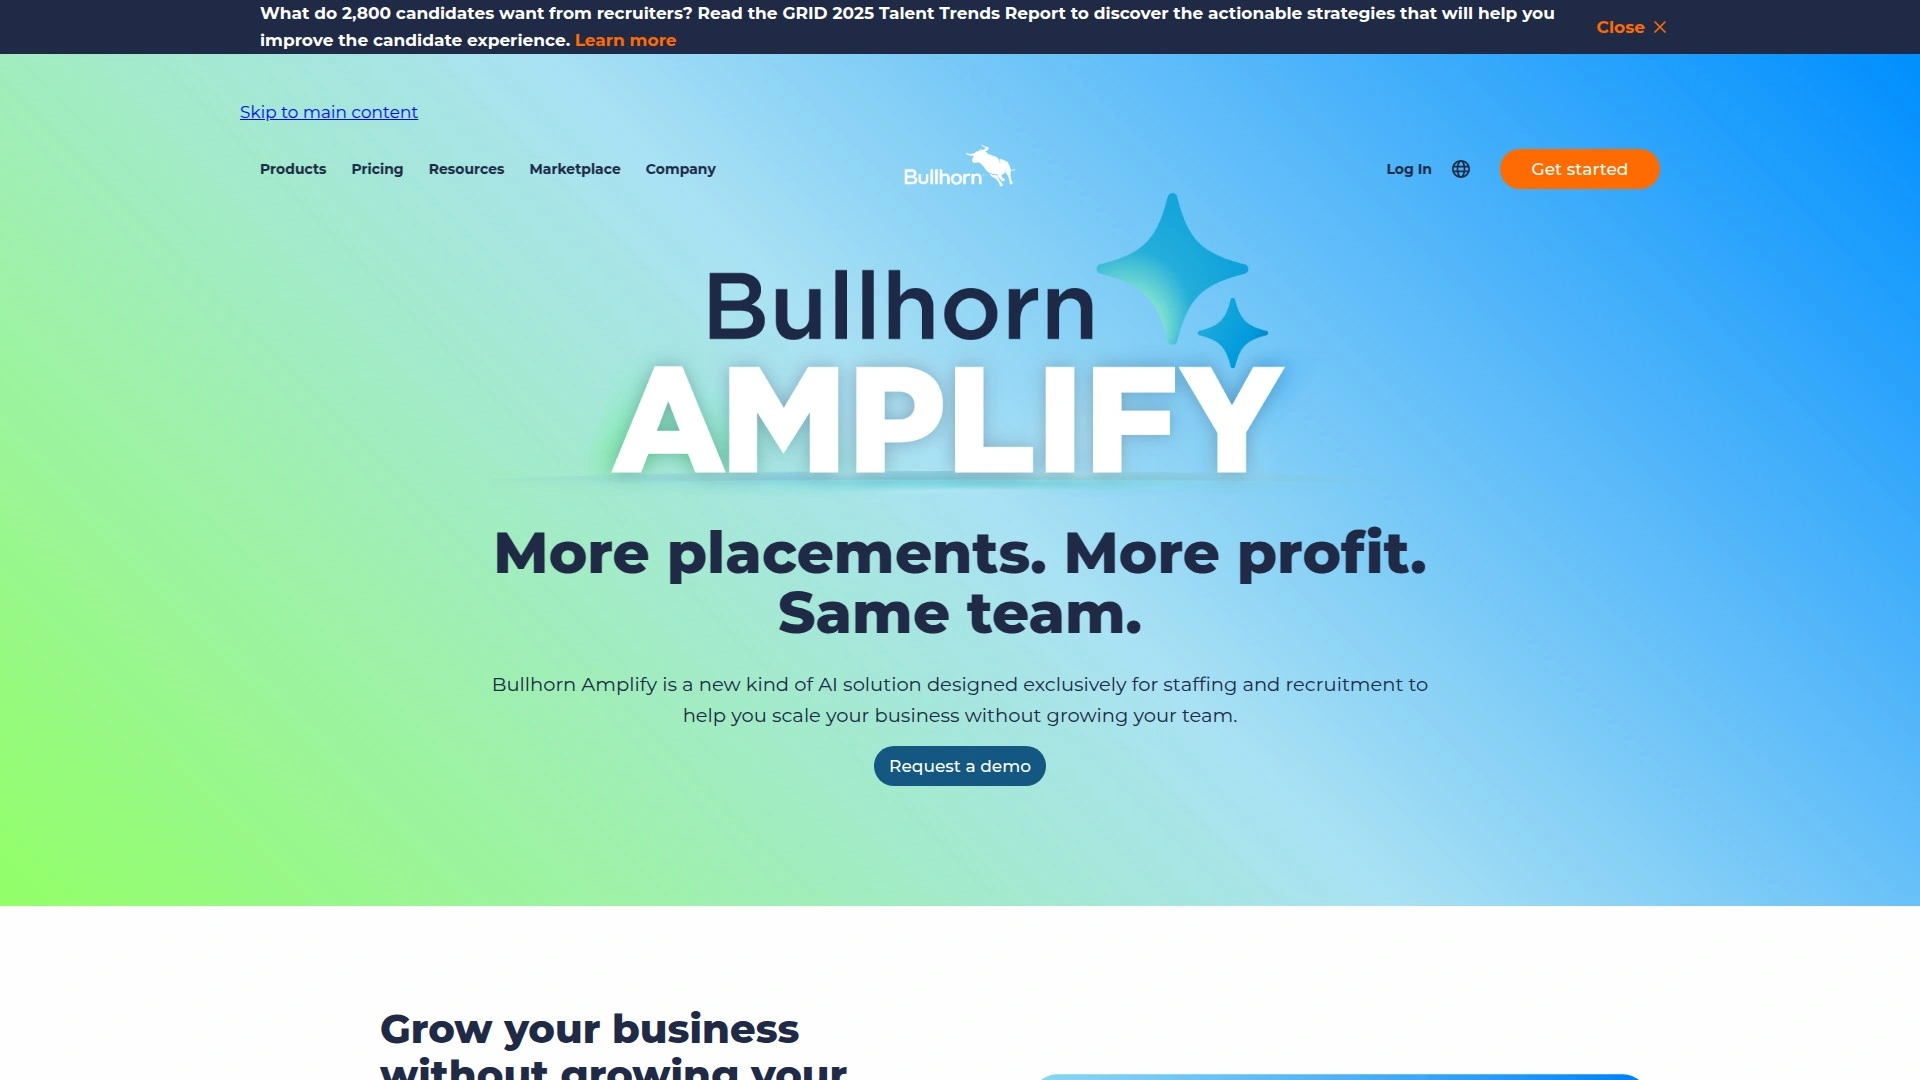 What do 2,800 candidates want from recruiters? Read the GRID 2025 Talent Trends Report to discover the actionable strategies that will help you
improve the candidate experience. Learn more
Close
Skip to main content
Products Pricing Resources Marketplace Company
Bullhorn
Log In
Get started
Bullhorn
AMPLIFY
More placements. More profit.
Same team.
Bullhorn Amplify is a new kind of AI solution designed exclusively for staffing and recruitment to
help you scale your business without growing your team.
Request a demo
Grow your business
without growing your